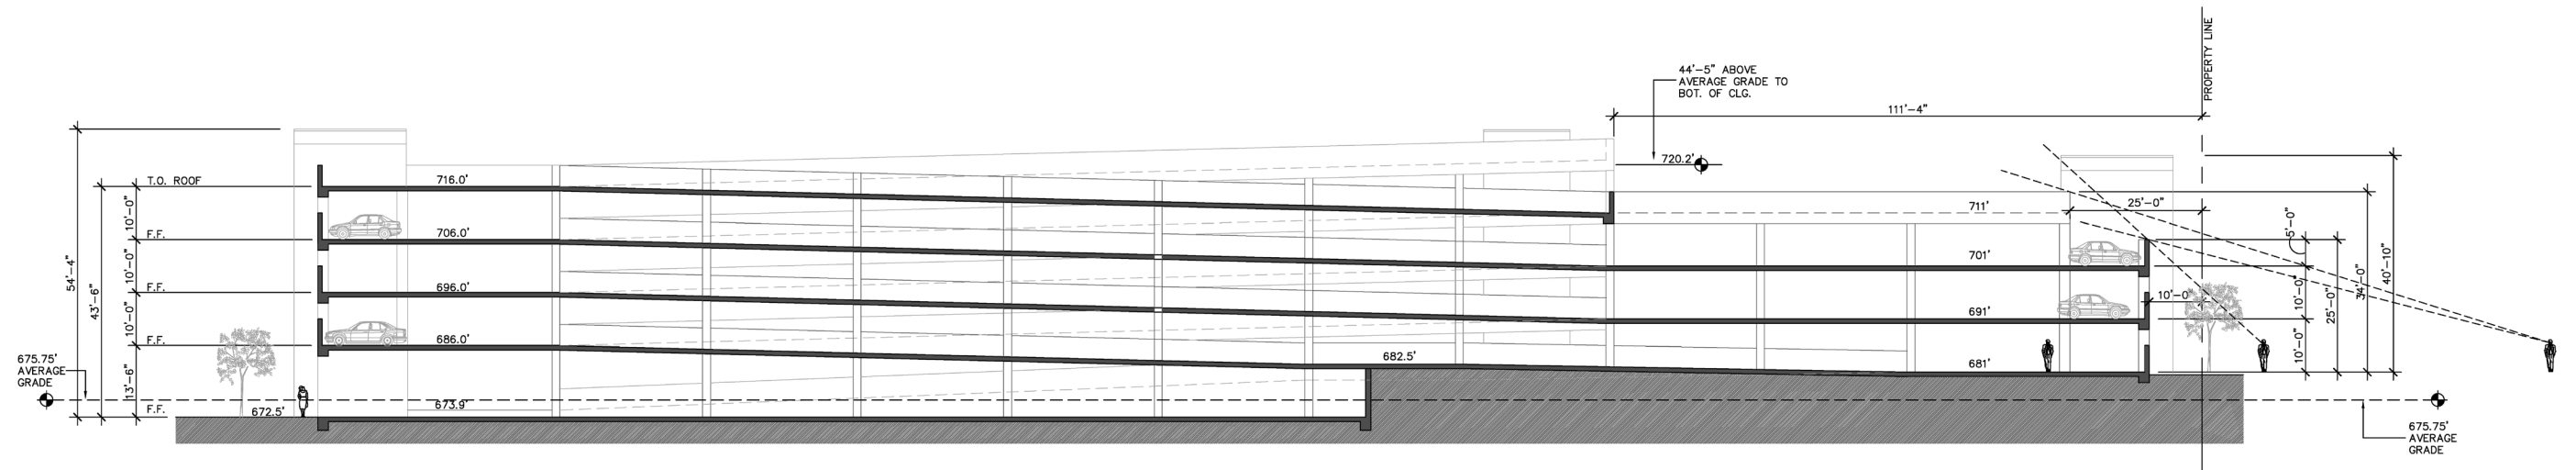 PROPERTY LINE
44'-5" ABOVE
AVERAGE GRADE TO
BOT. OF CLG.
111'-4"
720.2'
T.O. ROOF
716.0'
711'
25'-0"
10'-0"
F.F.
706.0'
701'
5'-0"
54'-4"
43'-6"
10'-0"
F.F.
696.0'
691'
10'-0"
10'-0"
25'-0"
34'-0"
40'-10"
10'-0"
F.F.
686.0'
682.5'
681'
10'-0"
675.75'
AVERAGE
GRADE
13'-6"
F.F.
672.5'
673.9'
675.75'
AVERAGE
GRADE